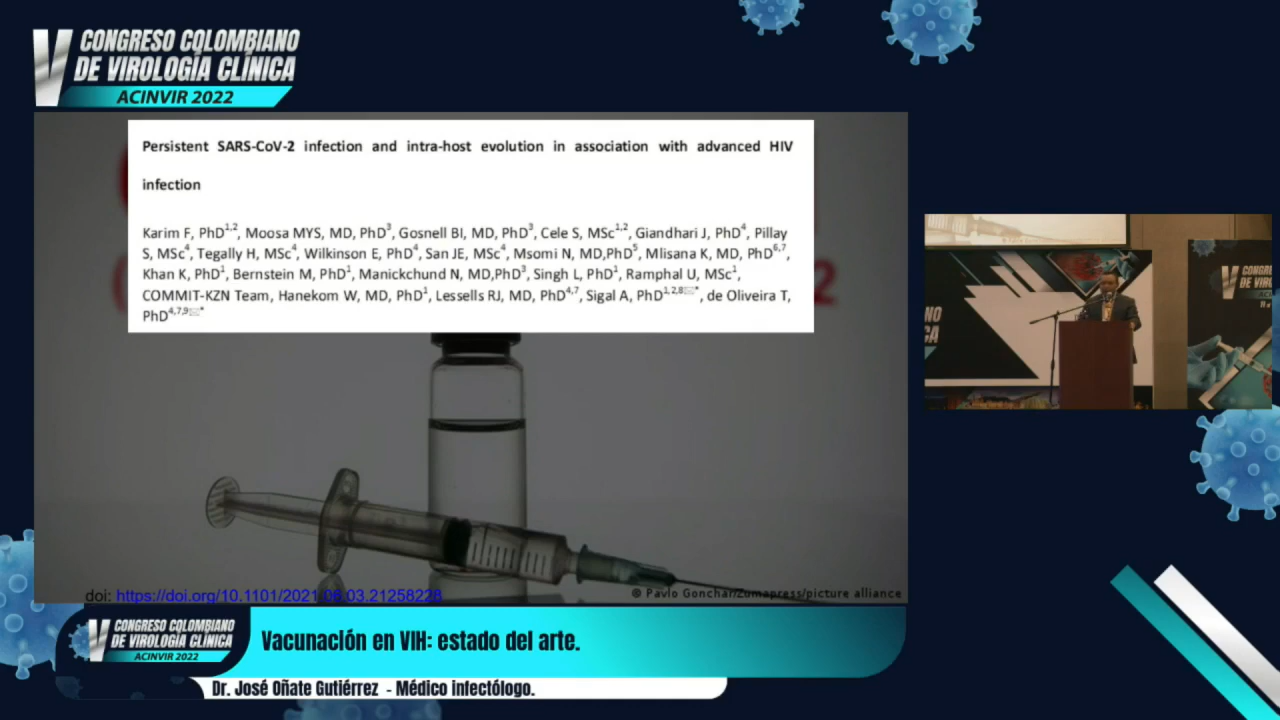 V CONGRESO COLOMBIANO
DE VIROLOGÍA CLÍNICA
ACINVIR 2022
Persistent SARS-CoV-2 infection and intra-host evolution in association with advanced HIV
infection
Karim F, PhD1,2, Moosa MYS, MD, PhD3, Gosnell BI, MD, PhD3, Cele S, MSc1,2, Giandhari J, PhD4, Pillay
S, MSc4, Tegally H, MSc4, Wilkinson E, PhD4, San JE, MSc4, Msomi N, MD,PhD5, Mlisana K, MD, PhD6,7,
Khan K, PhD1, Bernstein M, PhD1, Manickchund N, MD,PhD3, Singh L, PhD1, Ramphal U, MSc1,
COMMIT-KZN Team, Hanekom W, MD, PhD1, Lessells RJ, MD, PhD4,7, Sigal A, PhD1,2,8✉*, de Oliveira T,
PhD4,7,9✉*
2
doi: https://doi.org/10.1101/2021.06.03.21258228
© Pavlo Gonchar/Zumapress/picture alliance
V CONGRESO COLOMBIANO
DE VIROLOGÍA CLÍNICA
ACINVIR 2022
Vacunación en VIH: estado del arte.
Dr. José Oñate Gutiérrez - Médico infectólogo.